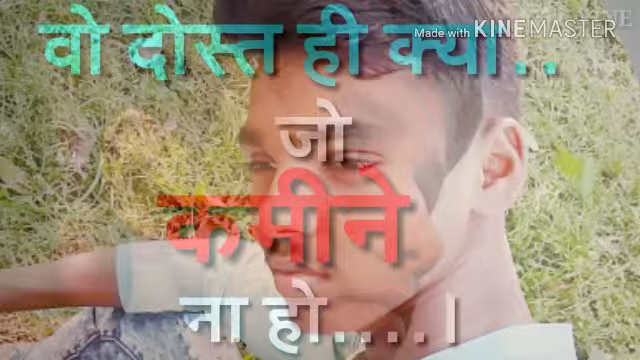 Made with KINEMASTER
वो दोस्त ही क्या..
जो
कमीने
ना हो....।